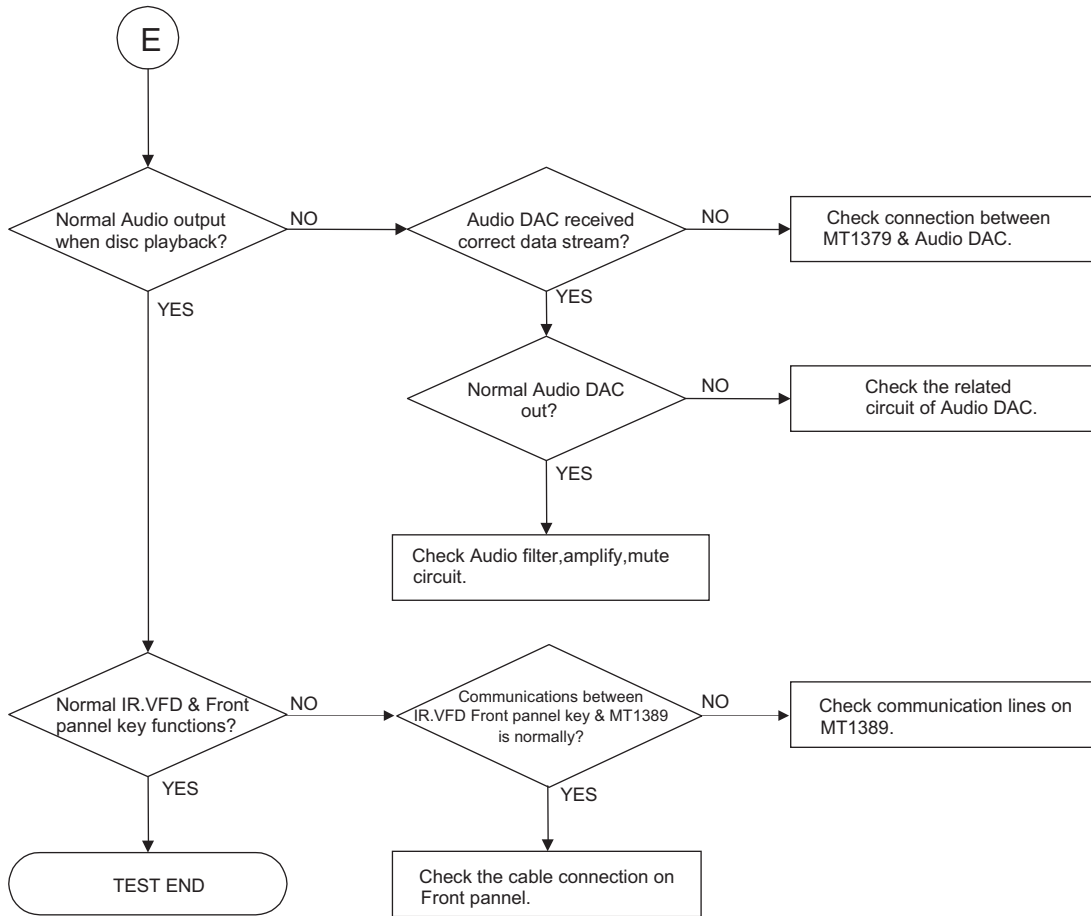 E
Normal Audio output
when disc playback?
NO
Audio DAC received
correct data stream?
NO
Check connection between
MT1379 & Audio DAC.
YES
YES
Normal Audio DAC
out?
NO
Check the related
circuit of Audio DAC.
YES
Check Audio filter,amplify,mute
circuit.
Normal IR.VFD & Front
pannel key functions?
NO
Communications between
IR.VFD Front pannel key & MT1389
is normally?
NO
Check communication lines on
MT1389.
YES
YES
TEST END
Check the cable connection on
Front pannel.